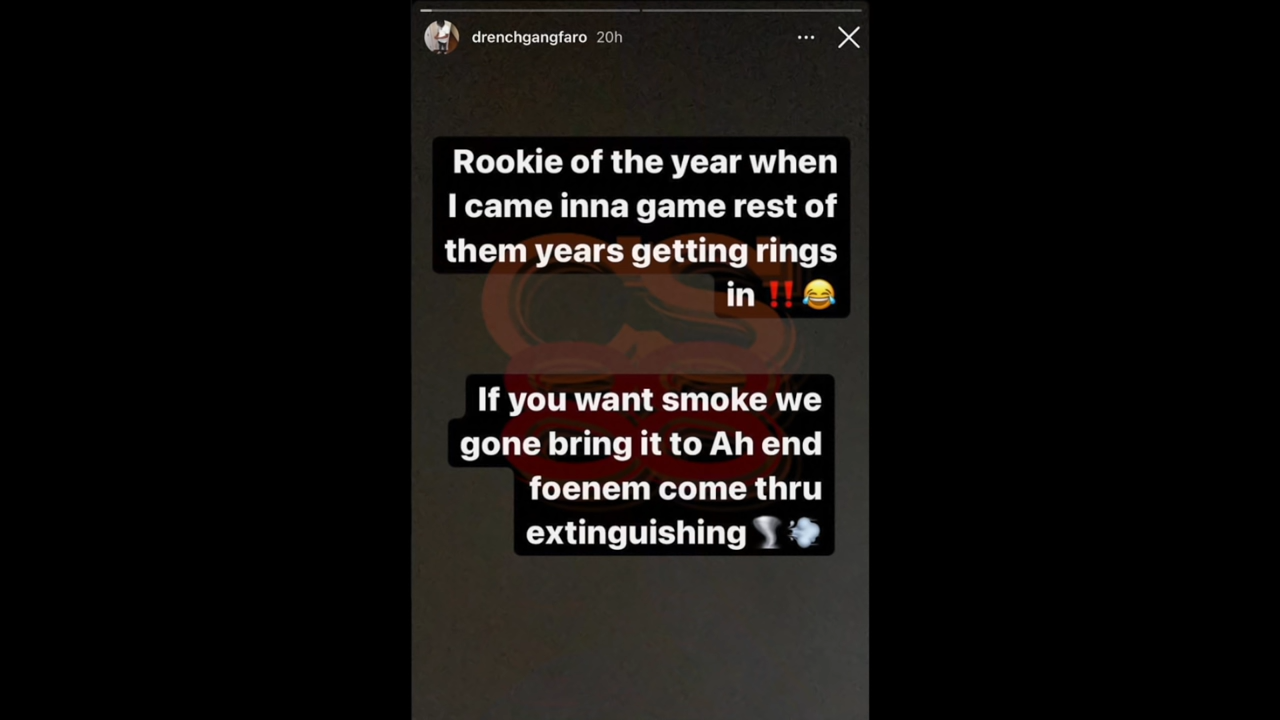 drenchgangfaro 20h
Rookie of the year when
I came inna game rest of
them years getting rings
in ‼️😂
If you want smoke we
gone bring it to Ah end
foenem come thru
extinguishing 🌪️💨